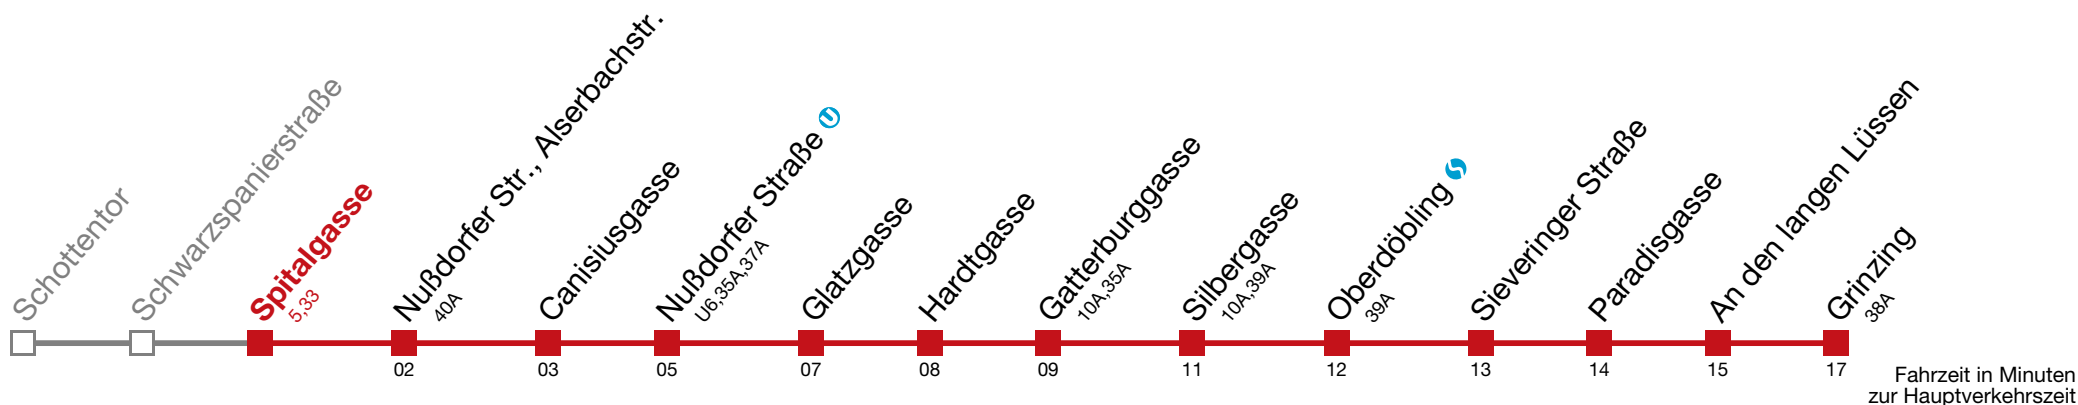 Schottentor
Schwarzspanierstraße
Spitalgasse
5,33
Nußdorfer Str., Alserbachstr.
40A
Canisiusgasse
Nußdorfer Straße U
U6,35A,37A
Glatzgasse
Hardtgasse
Gatterburggasse
10A,35A
Silbergasse
10A,39A
Oberdöbling S
39A
Sieveringer Straße
Paradisgasse
An den langen Lüssen
Grinzing
38A
02 03 05 07 08 09 11 12 13 14 15 17
Fahrzeit in Minuten
zur Hauptverkehrszeit